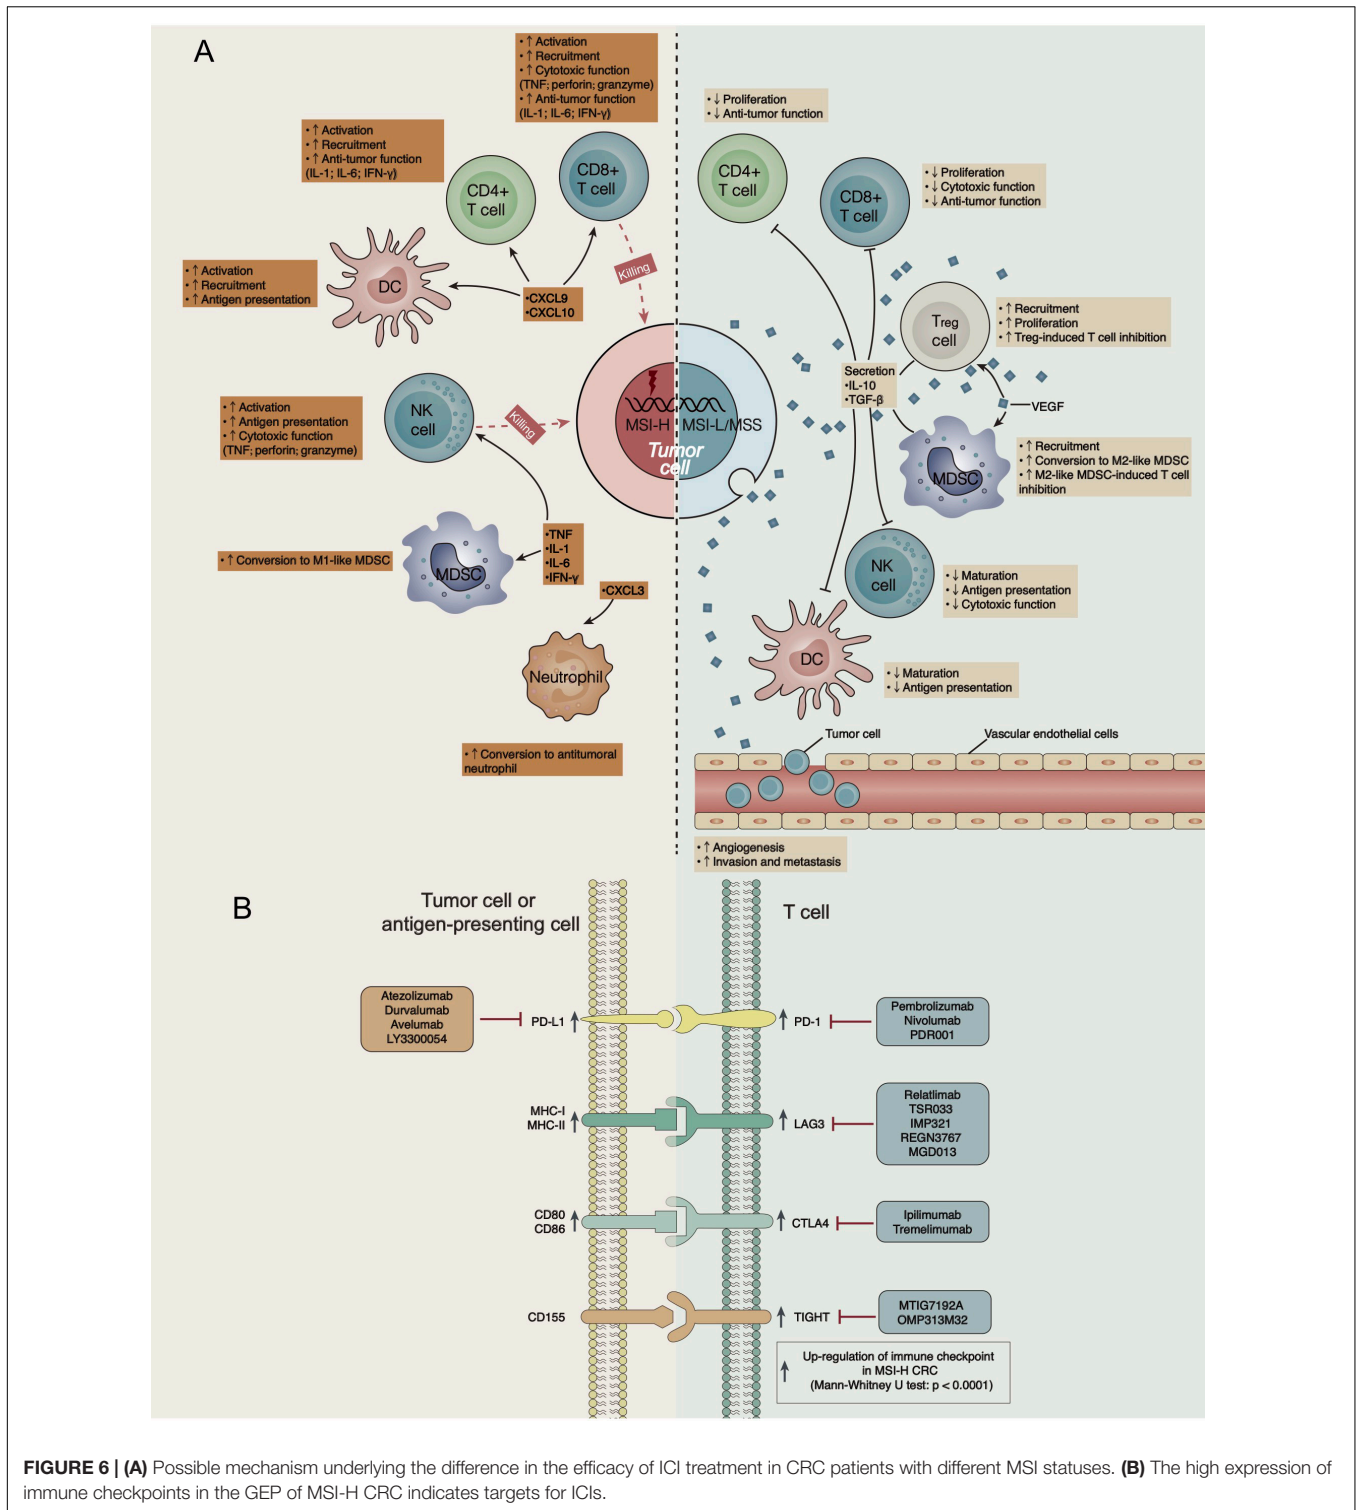 A
• ↑ Activation
• ↑ Recruitment
• ↑ Cytotoxic function
(TNF; perforin; granzyme)
• ↑ Anti-tumor function
(IL-1; IL-6; IFN-γ)
• ↑ Activation
• ↑ Recruitment
• ↑ Anti-tumor function
(IL-1; IL-6; IFN-γ)
CD4+
T cell
CD8+
T cell
• ↑ Activation
• ↑ Recruitment
• ↑ Antigen presentation
DC
•CXCL9
•CXCL10
Killing
• ↑ Activation
• ↑ Antigen presentation
• ↑ Cytotoxic function
(TNF; perforin; granzyme)
NK
cell
Killing
MSI-H
MSI-L/MSS
Tumor
cell
• ↑ Conversion to M1-like MDSC
MDSC
•TNF
•IL-1
•IL-6
•IFN-γ
•CXCL3
Neutrophil
• ↑ Conversion to antitumoral
neutrophil
• ↓ Proliferation
• ↓ Anti-tumor function
CD4+
T cell
CD8+
T cell
• ↓ Proliferation
• ↓ Cytotoxic function
• ↓ Anti-tumor function
Treg
cell
• ↑ Recruitment
• ↑ Proliferation
• ↑ Treg-induced T cell inhibition
Secretion
•IL-10
•TGF-β
VEGF
MDSC
• ↑ Recruitment
• ↑ Conversion to M2-like MDSC
• ↑ M2-like MDSC-induced T cell
inhibition
NK
cell
• ↓ Maturation
• ↓ Antigen presentation
• ↓ Cytotoxic function
DC
• ↓ Maturation
• ↓ Antigen presentation
Tumor cell
Vascular endothelial cells
• ↑ Angiogenesis
• ↑ Invasion and metastasis
B
Tumor cell or
antigen-presenting cell
T cell
Atezolizumab
Durvalumab
Avelumab
LY3300054
PD-L1 ↑
↑ PD-1
Pembrolizumab
Nivolumab
PDR001
MHC-I
MHC-II ↑
↑ LAG3
Relatlimab
TSR033
IMP321
REGN3767
MGD013
CD80
CD86 ↑
↑ CTLA4
Ipilimumab
Tremelimumab
CD155
↑ TIGHT
MTIG7192A
OMP313M32
↑ Up-regulation of immune checkpoint
in MSI-H CRC
(Mann-Whitney U test: p < 0.0001)
FIGURE 6 | (A) Possible mechanism underlying the difference in the efficacy of ICI treatment in CRC patients with different MSI statuses. (B) The high expression of
immune checkpoints in the GEP of MSI-H CRC indicates targets for ICIs.